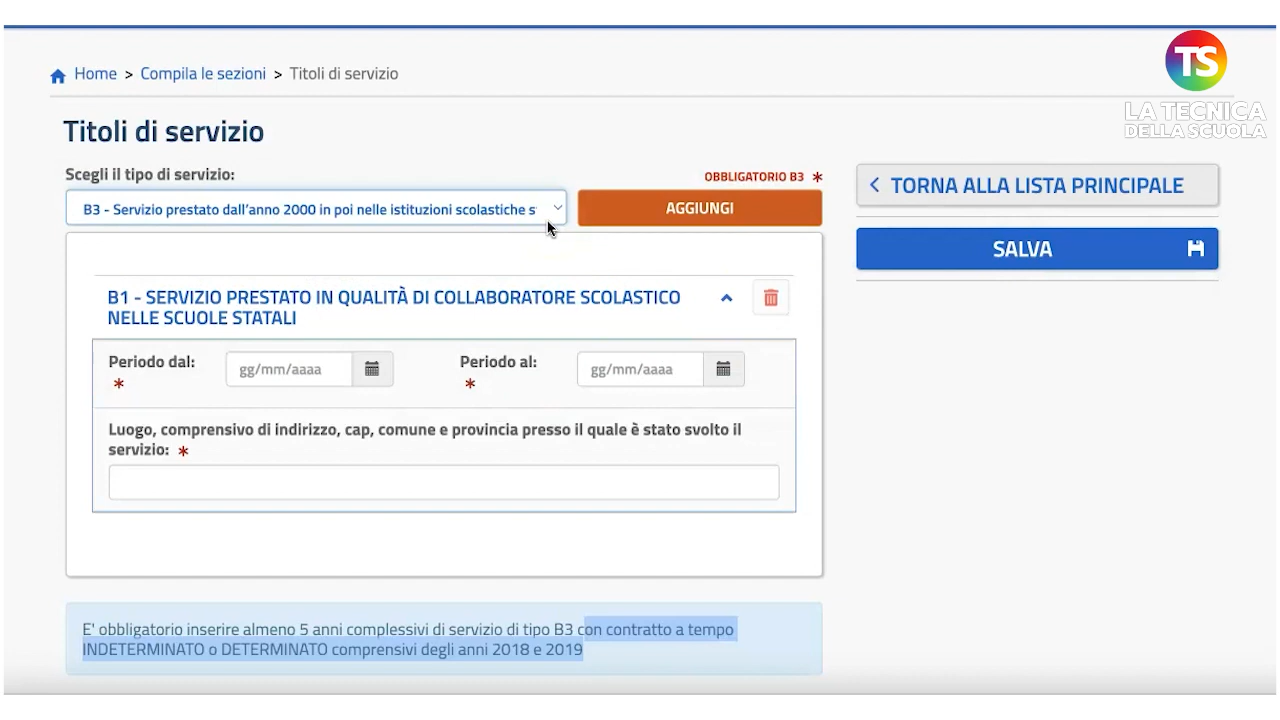 TS
LA TECNICA
DELLA SCUOLA
Home > Compila le sezioni > Titoli di servizio
Titoli di servizio
Scegli il tipo di servizio:
OBBLIGATORIO B3 *
B3 - Servizio prestato dall'anno 2000 in poi nelle istituzioni scolastiche
AGGIUNGI
TORNA ALLA LISTA PRINCIPALE
SALVA
B1 - SERVIZIO PRESTATO IN QUALITÀ DI COLLABORATORE SCOLASTICO
NELLE SCUOLE STATALI
Periodo dal:
*
gg/mm/aaaa
Periodo al:
*
gg/mm/aaaa
Luogo, comprensivo di indirizzo, cap, comune e provincia presso il quale è stato svolto il
servizio: *
E' obbligatorio inserire almeno 5 anni complessivi di servizio di tipo B3 con contratto a tempo
INDETERMINATO o DETERMINATO comprensivi degli anni 2018 e 2019